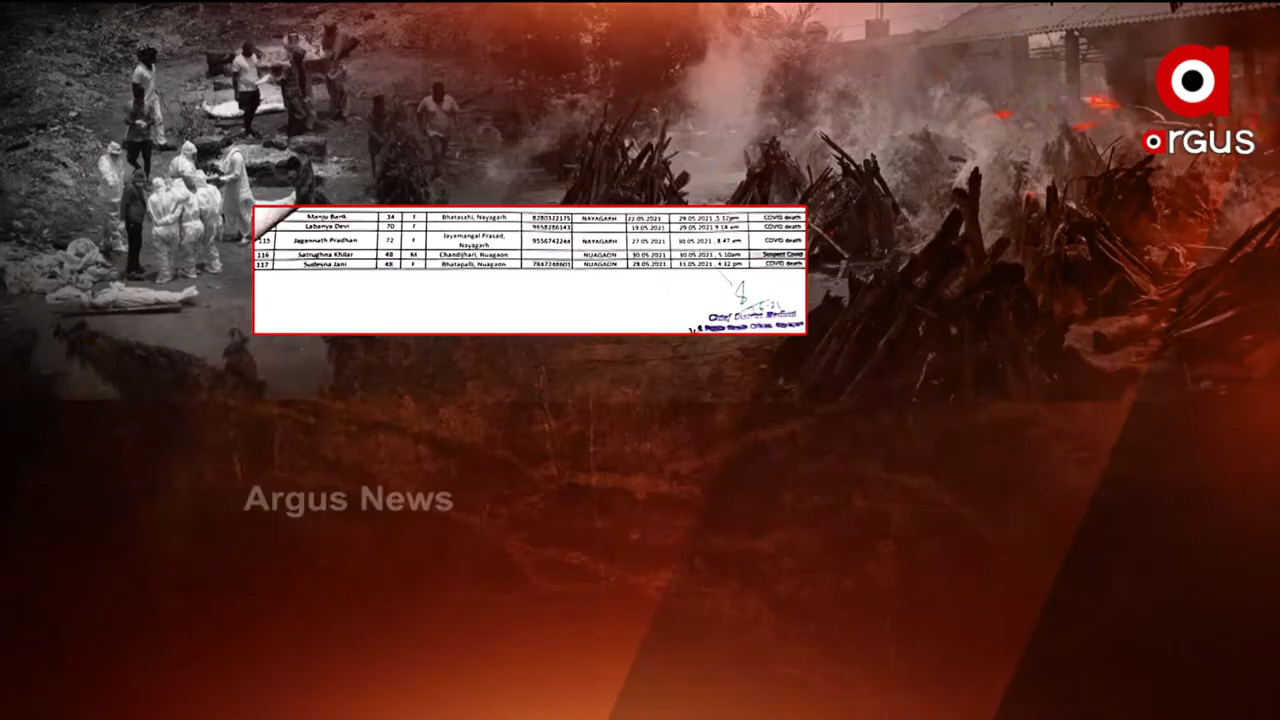 argus
Manju Barik 34 F Bhatasahi, Nayagarh 8280322175 NAYAGARH 22.05.2021 29.05.2021 ,5.12pm COVID death
Labanya Devi 70 F 9658286143 19.05.2021 29.05.2021 9.14 am COVID death
115 Jagannath Pradhan 72 F Jayamangal Prasad, Nayagarh 9556742244 NAYAGARH 27.05.2021 30.05.2021 , 8.47 am COVID death
116 Satrughna Khilar 48 M Chandijhari, Nuagaon NUAGAON 30.05.2021 30.05.2021 , 5.10am Suspect Covid
117 Sudesna Jani 48 F Bhatapalli, Nuagaon 7847248601 NUAGAON 28.05.2021 31.05.2021 , 4.32 pm COVID death
Chief District Medical
Argus News